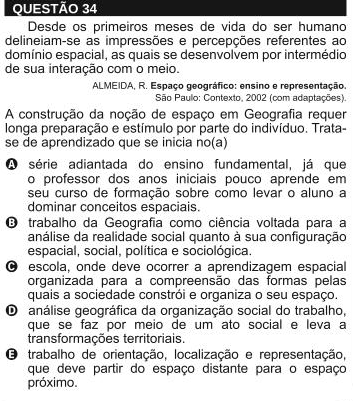 QUESTÃO 34
Desde os primeiros meses de vida do ser humano
delineiam-se as impressões e percepções referentes ao
domínio espacial, as quais se desenvolvem por intermédio
de sua interação com o meio.
ALMEIDA, R. Espaço geográfico: ensino e representação.
São Paulo: Contexto, 2002 (com adaptações).
A construção da noção de espaço em Geografia requer
longa preparação e estímulo por parte do indivíduo. Trata-
se de aprendizado que se inicia no(a)
A série adiantada do ensino fundamental, já que
o professor dos anos iniciais pouco aprende em
seu curso de formação sobre como levar o aluno a
dominar conceitos espaciais.
B trabalho da Geografia como ciência voltada para a
análise da realidade social quanto à sua configuração
espacial, social, política e sociológica.
C escola, onde deve ocorrer a aprendizagem espacial
organizada para a compreensão das formas pelas
quais a sociedade constrói e organiza o seu espaço.
D análise geográfica da organização social do trabalho,
que se faz por meio de um ato social e leva a
transformações territoriais.
E trabalho de orientação, localização e representação,
que deve partir do espaço distante para o espaço
próximo.